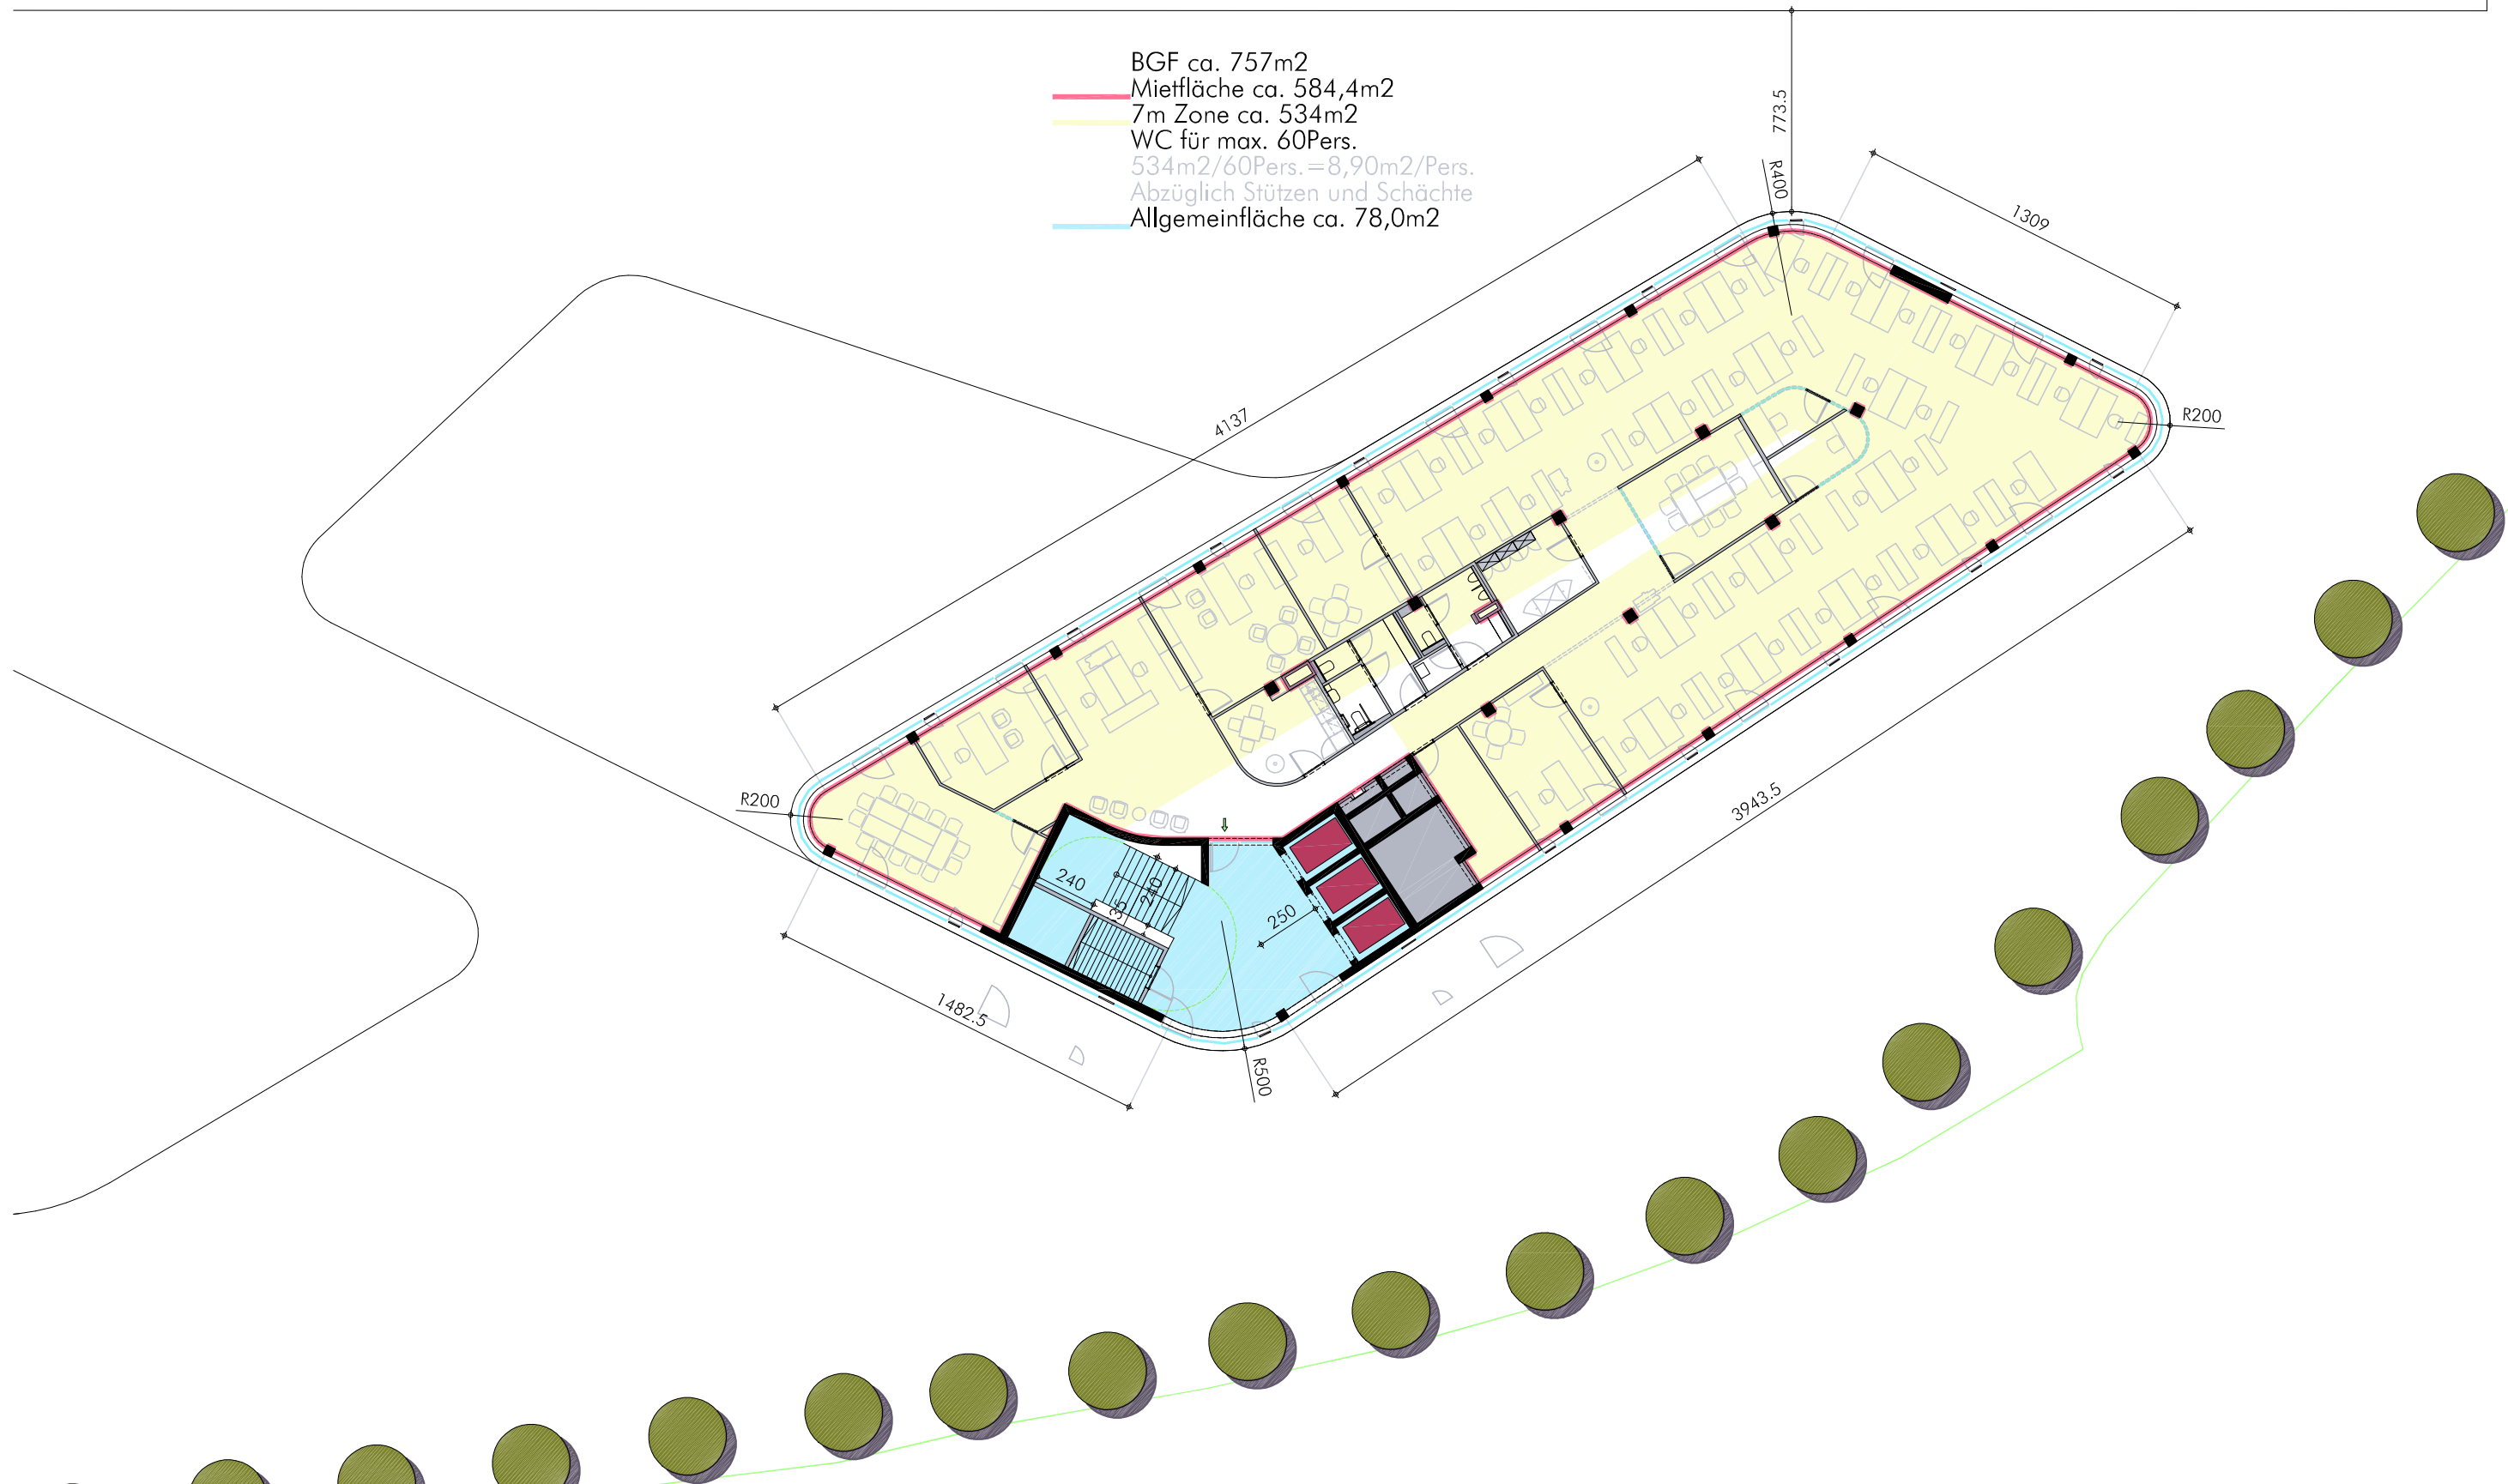 BGF ca. 757m2
Mietfläche ca. 584,4m2
7m Zone ca. 534m2
WC für max. 60Pers.
534m2/60Pers.=8,90m2/Pers.
Abzüglich Stützen und Schächte
Allgemeinfläche ca. 78,0m2
773.5
R400
1309
4137
R200
R200
3943.5
240
240
35
250
1482.5
R500